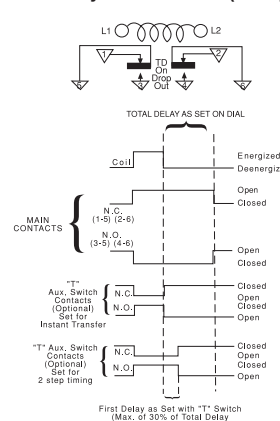 L1 L2
1 2
TD
On
Drop
Out
5 3 4 6
TOTAL DELAY AS SET ON DIAL
Coil
Energized
Deenergiz
MAIN
CONTACTS
N.C.
(1-5) (2-6)
Open
Closed
N.O.
(3-5) (4-6)
Open
Closed
"T"
Aux. Switch
Contacts
(Optional)
Set for
Instant Transfer
N.C.
N.O.
Closed
Open
Closed
Open
"T" Aux. Switch
Contacts
(Optional)
Set for
2 step timing
N.C.
N.O.
Closed
Open
Closed
Open
First Delay as Set with "T" Switch
(Max. of 30% of Total Delay